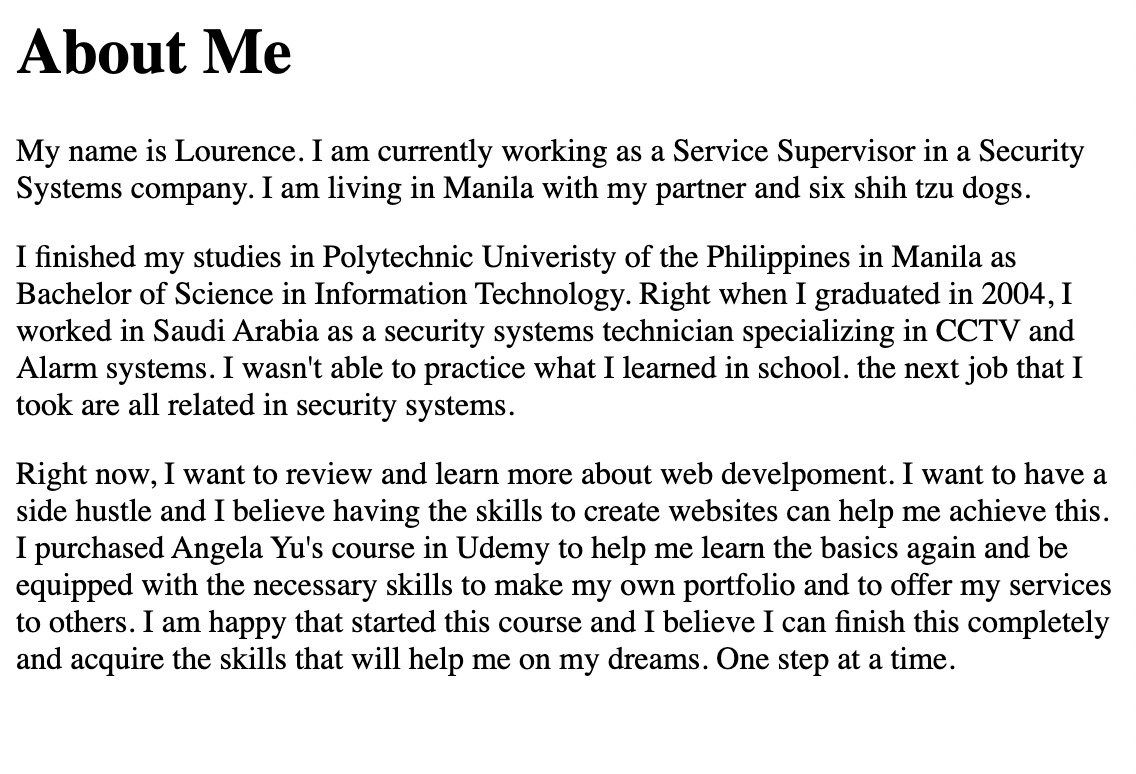 About Me
My name is Lourence. I am currently working as a Service Supervisor in a Security
Systems company. I am living in Manila with my partner and six shih tzu dogs.
I finished my studies in Polytechnic Univeristy of the Philippines in Manila as
Bachelor of Science in Information Technology. Right when I graduated in 2004, I
worked in Saudi Arabia as a security systems technician specializing in CCTV and
Alarm systems. I wasn't able to practice what I learned in school. the next job that I
took are all related in security systems.
Right now, I want to review and learn more about web develpoment. I want to have a
side hustle and I believe having the skills to create websites can help me achieve this.
I purchased Angela Yu's course in Udemy to help me learn the basics again and be
equipped with the necessary skills to make my own portfolio and to offer my services
to others. I am happy that started this course and I believe I can finish this completely
and acquire the skills that will help me on my dreams. One step at a time.